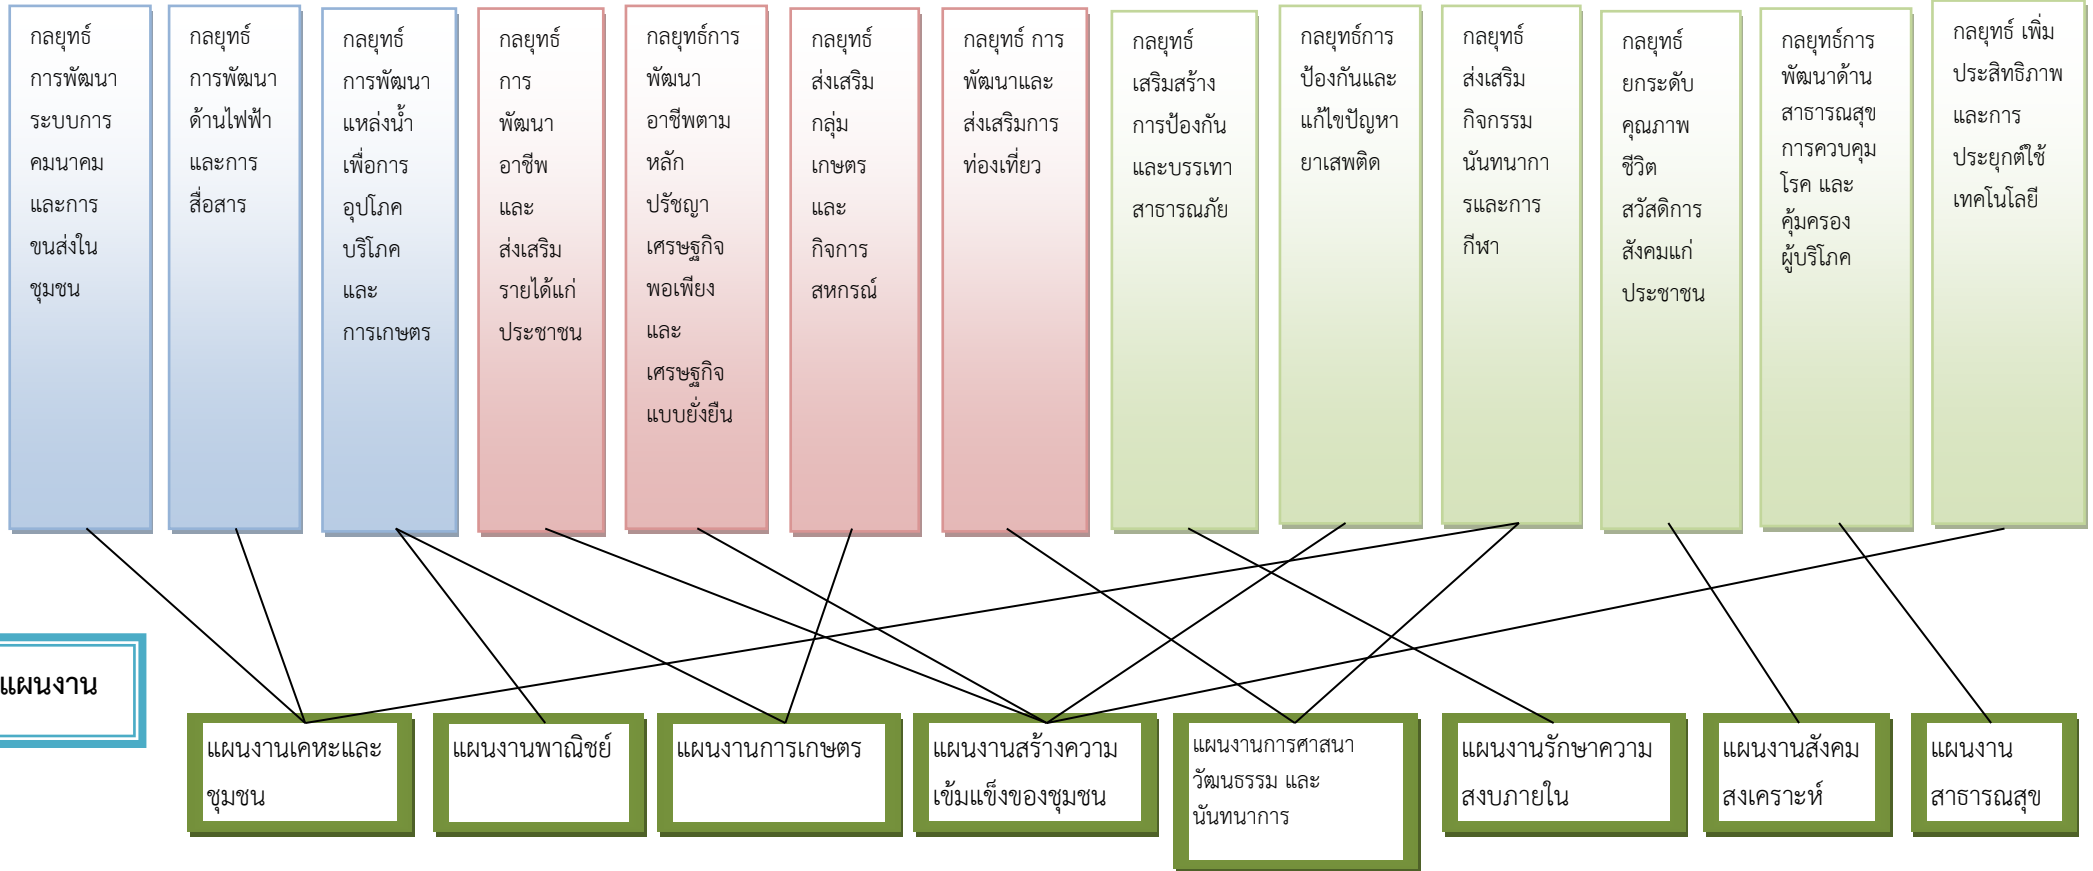 กลยุทธ์
การพัฒนา
ระบบการ
คมนาคม
และการ
ขนส่งใน
ชุมชน
กลยุทธ์
การพัฒนา
ด้านไฟฟ้า
และการ
สื่อสาร
กลยุทธ์
การพัฒนา
แหล่งน้ำ
เพื่อการ
อุปโภค
บริโภค
และ
การเกษตร
กลยุทธ์
การ
พัฒนา
อาชีพ
และ
ส่งเสริม
รายได้แก่
ประชาชน
กลยุทธ์การ
พัฒนา
อาชีพตาม
หลัก
ปรัชญา
เศรษฐกิจ
พอเพียง
และ
เศรษฐกิจ
แบบยั่งยืน
กลยุทธ์
ส่งเสริม
กลุ่ม
เกษตร
และ
กิจการ
สหกรณ์
กลยุทธ์ การ
พัฒนาและ
ส่งเสริมการ
ท่องเที่ยว
กลยุทธ์
เสริมสร้าง
การป้องกัน
และบรรเทา
สาธารณภัย
กลยุทธ์การ
ป้องกันและ
แก้ไขปัญหา
ยาเสพติด
กลยุทธ์
ส่งเสริม
กิจกรรม
นันทนากา
รและการ
กีฬา
กลยุทธ์
ยกระดับ
คุณภาพ
ชีวิต
สวัสดิการ
สังคมแก่
ประชาชน
กลยุทธ์การ
พัฒนาด้าน
สาธารณสุข
การควบคุม
โรค และ
คุ้มครอง
ผู้บริโภค
กลยุทธ์ เพิ่ม
ประสิทธิภาพ
และการ
ประยุกต์ใช้
เทคโนโลยี
แผนงาน
แผนงานเคหะและ
ชุมชน
แผนงานพาณิชย์
แผนงานการเกษตร
แผนงานสร้างความ
เข้มแข็งของชุมชน
แผนงานการศาสนา
วัฒนธรรม และ
นันทนาการ
แผนงานรักษาความ
สงบภายใน
แผนงานสังคม
สงเคราะห์
แผนงาน
สาธารณสุข